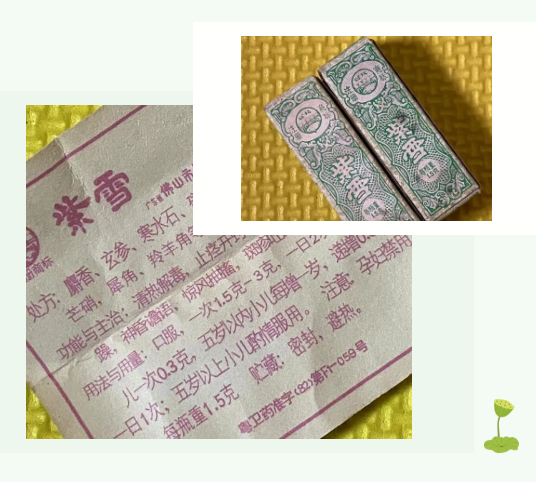 紫雪
紫雪
紫雪
广东省佛山市
处方：麝香、玄参、寒水石、
芒硝、犀角、羚羊角
功能与主治：清热解毒，止痉开
躁，神昏谵语，惊风抽搐，斑疹
用法与用量：口服，一次1.5克-3克，一日2
儿一次0.3克，五岁以内小儿每增一岁，递增0
一日1次；五岁以上小儿酌情服用。注意，孕妇禁用
每瓶重1.5克 贮藏：密封，避热。
粤卫药准字(82)第FI-059号